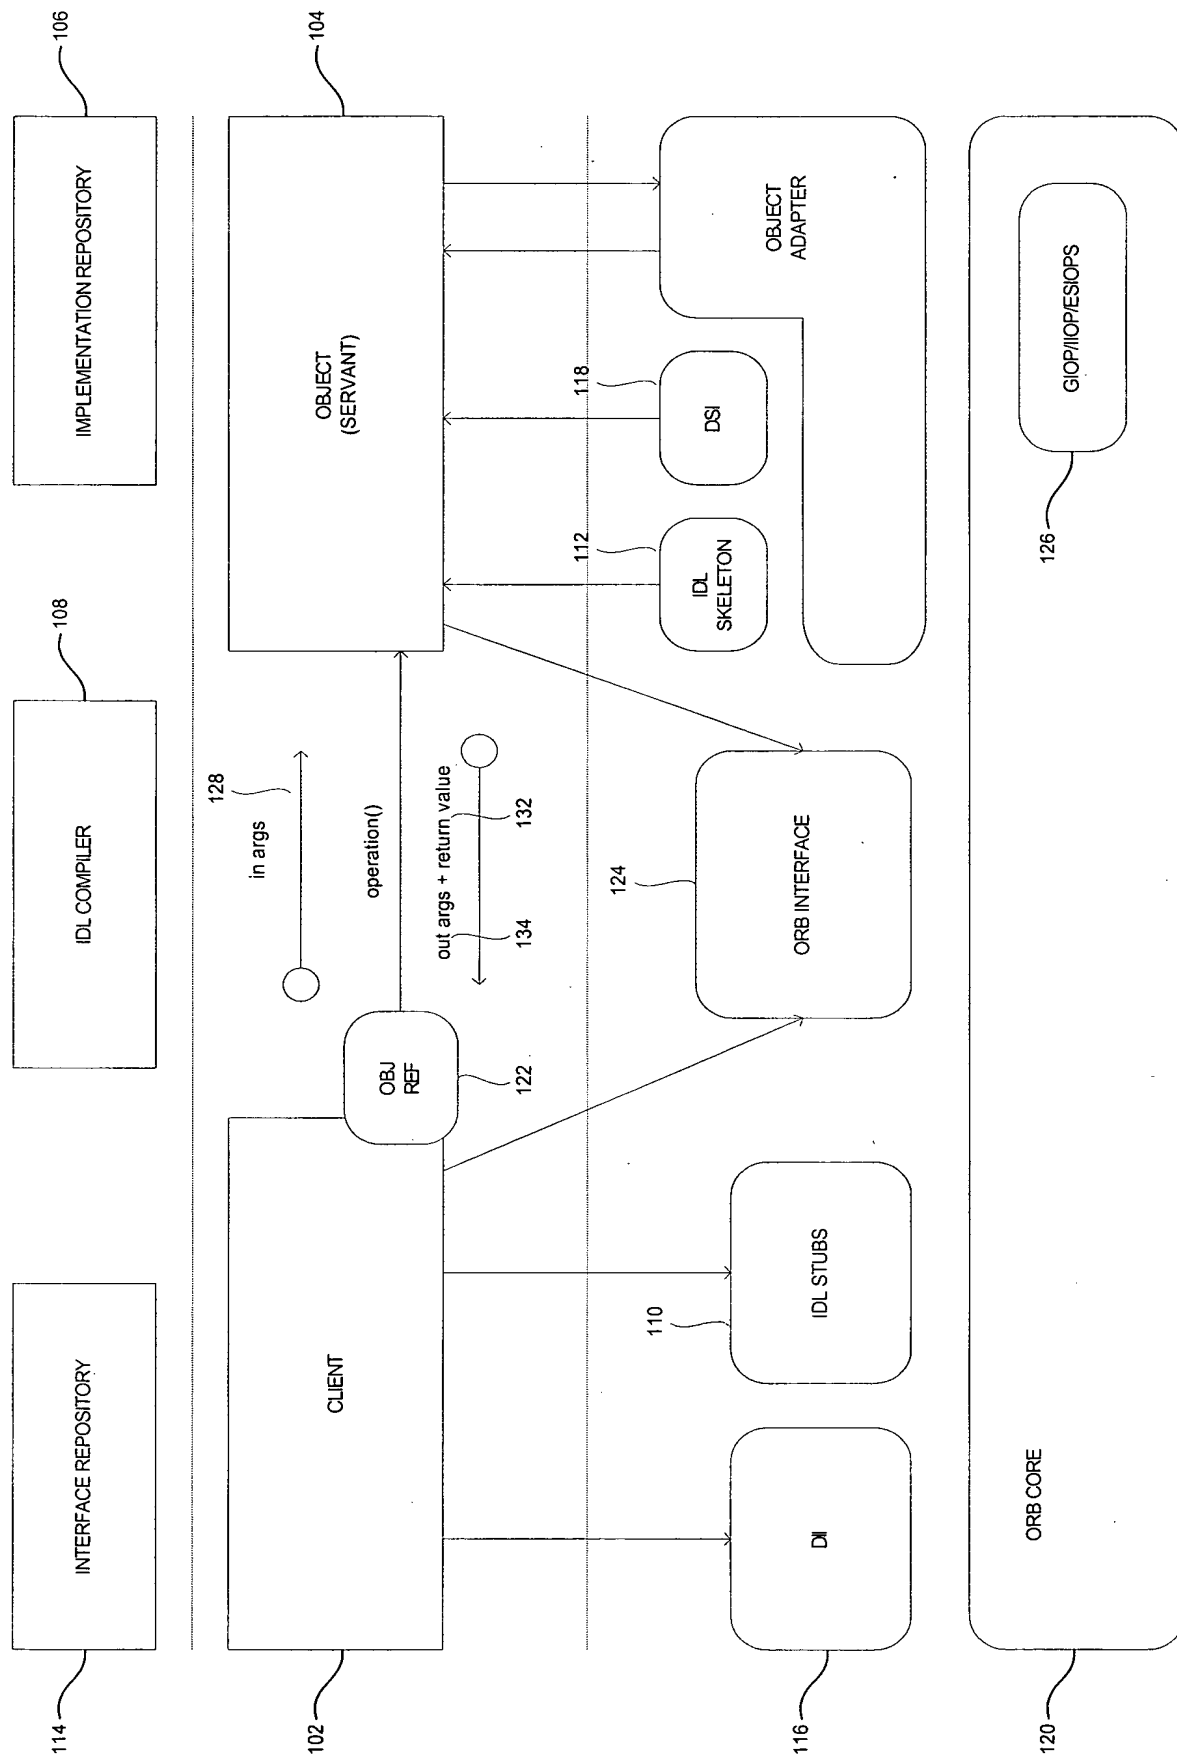 INTERFACE REPOSITORY
IDL COMPILER
IMPLEMENTATION REPOSITORY
114
108
106
CLIENT
102
OBJ
REF
122
in args
128
operation()
out args + return value
134
132
OBJECT
(SERVANT)
104
DII
116
IDL STUBS
110
ORB INTERFACE
124
IDL
SKELETON
112
DSI
118
OBJECT
ADAPTER
ORB CORE
120
GIOP/IIOP/ESIOPS
126